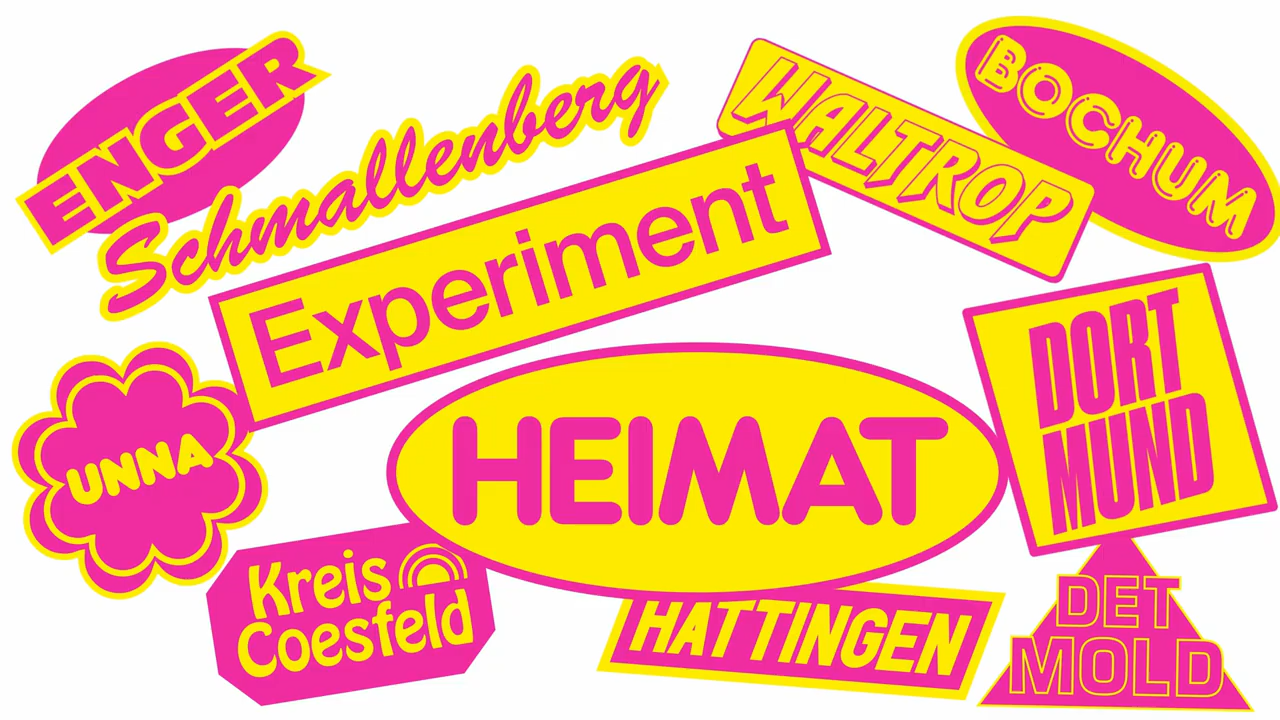 ENGER
Schmallenberg
WALTROP
BOCHUM
Experiment
HEIMAT
DORT
MUND
UNNA
Kreis
Coesfeld
HATTINGEN
DET
MOLD